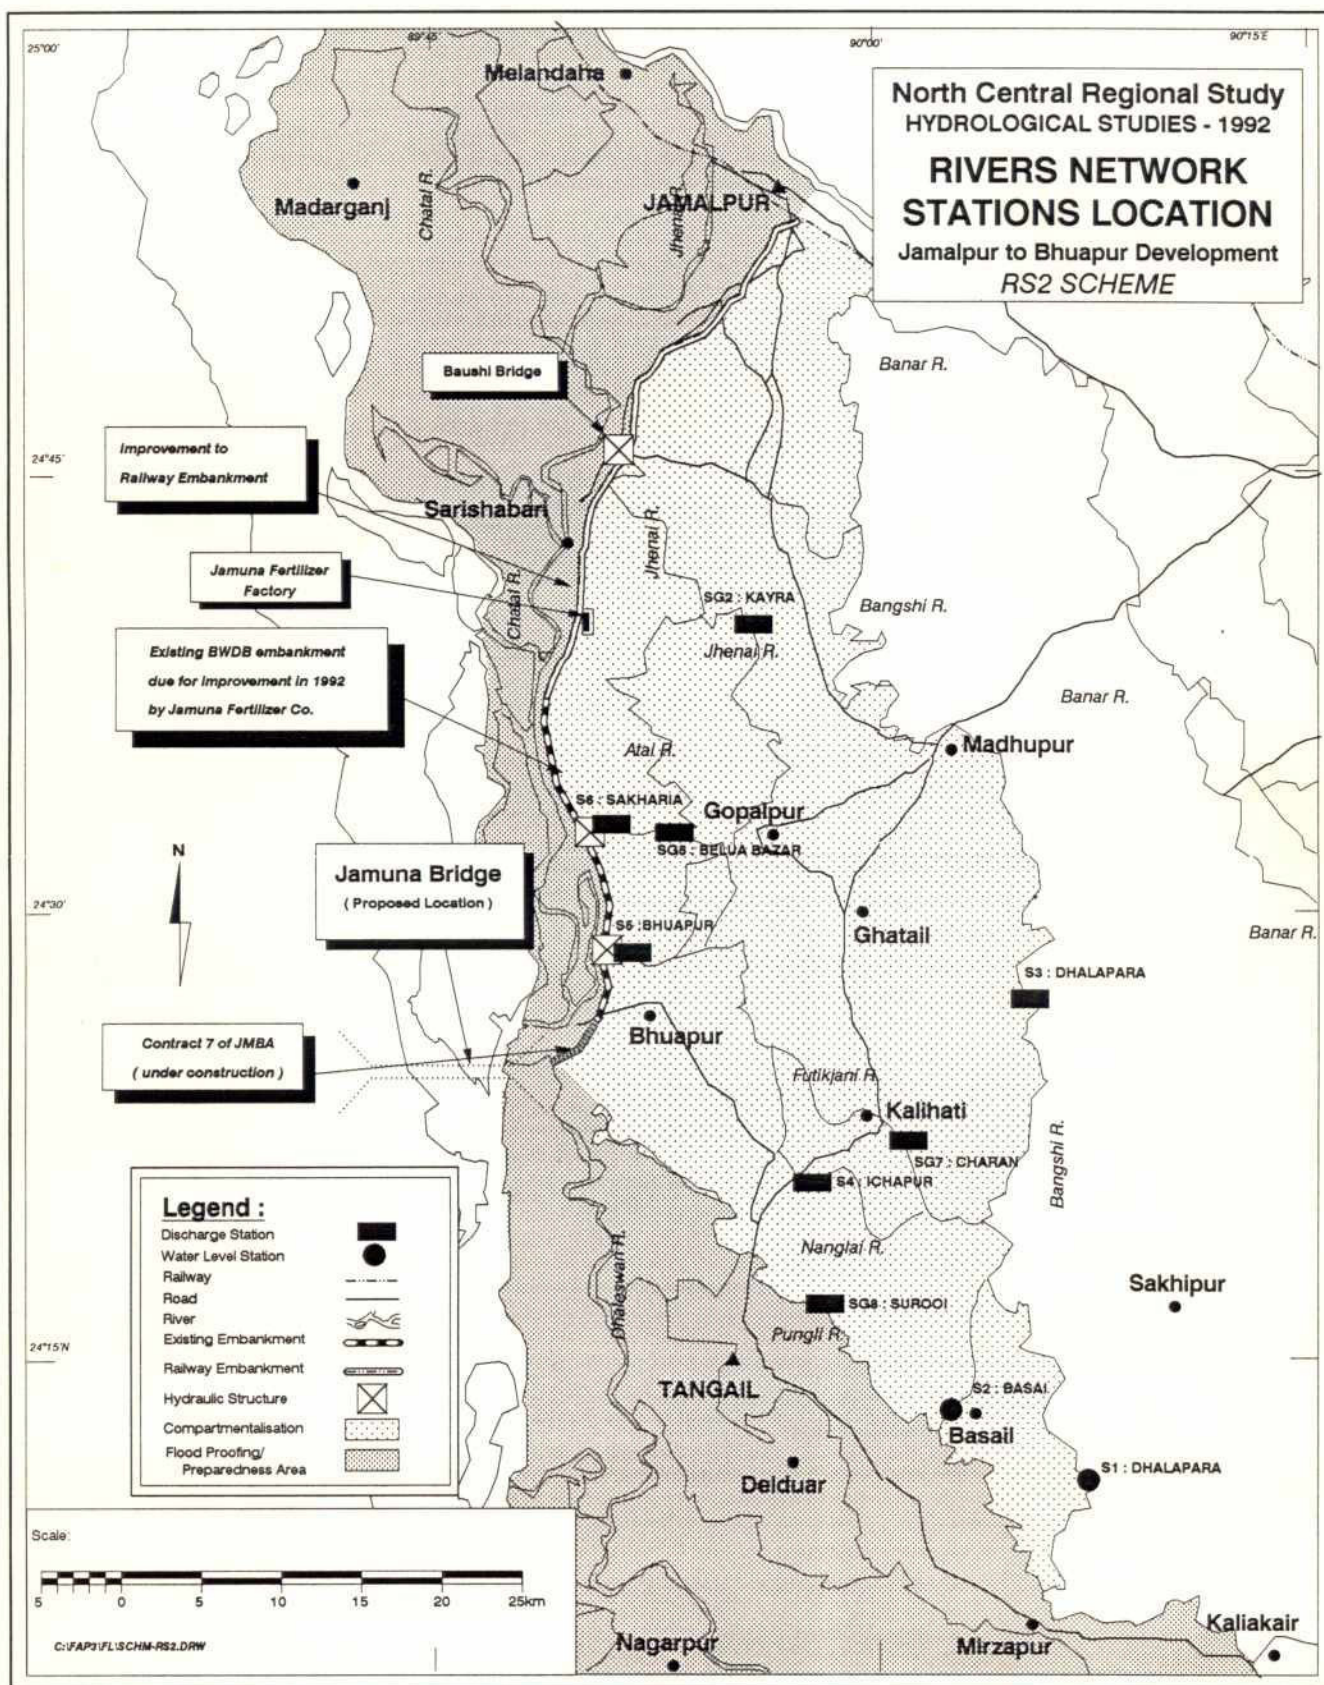 25°00'
89°45'
90°00'
90°15'E
North Central Regional Study
HYDROLOGICAL STUDIES - 1992
RIVERS NETWORK
STATIONS LOCATION
Jamalpur to Bhuapur Development
RS2 SCHEME
Melandaha
Madarganj
Chatal R.
Jhenai R.
JAMALPUR
Banar R.
Baushi Bridge
Improvement to
Railway Embankment
24°45'
Sarishabari
Jhenai R.
Jamuna Fertilizer
Factory
Chatal R.
SG2 : KAYRA
Jhenai R.
Bangshi R.
Existing BWDB embankment
due for improvement in 1992
by Jamuna Fertilizer Co.
Banar R.
Atai R.
Madhupur
S6 : SAKHARIA
Gopalpur
SG5 : BELUA BAZAR
N
Jamuna Bridge
( Proposed Location )
24°30'
S5 :BHUAPUR
Ghatail
Banar R.
S3 : DHALAPARA
Bhuapur
Contract 7 of JMBA
( under construction )
Futikjani R.
Kalihati
SG7 : CHARAN
Bangshi R.
S4 : ICHAPUR
Nanglai R.
Dhaleswari R.
Sakhipur
SG8 : SUROOI
Pungli R.
24°15'N
TANGAIL
S2 : BASAI
Basail
Delduar
S1 : DHALAPARA
Legend :
Discharge Station
Water Level Station
Railway
Road
River
Existing Embankment
Railway Embankment
Hydraulic Structure
Compartmentalisation
Flood Proofing/
Preparedness Area
Scale:
5 0 5 10 15 20 25km
C:\FAP3\FL\SCHM-RS2.DRW
Nagarpur
Mirzapur
Kaliakair